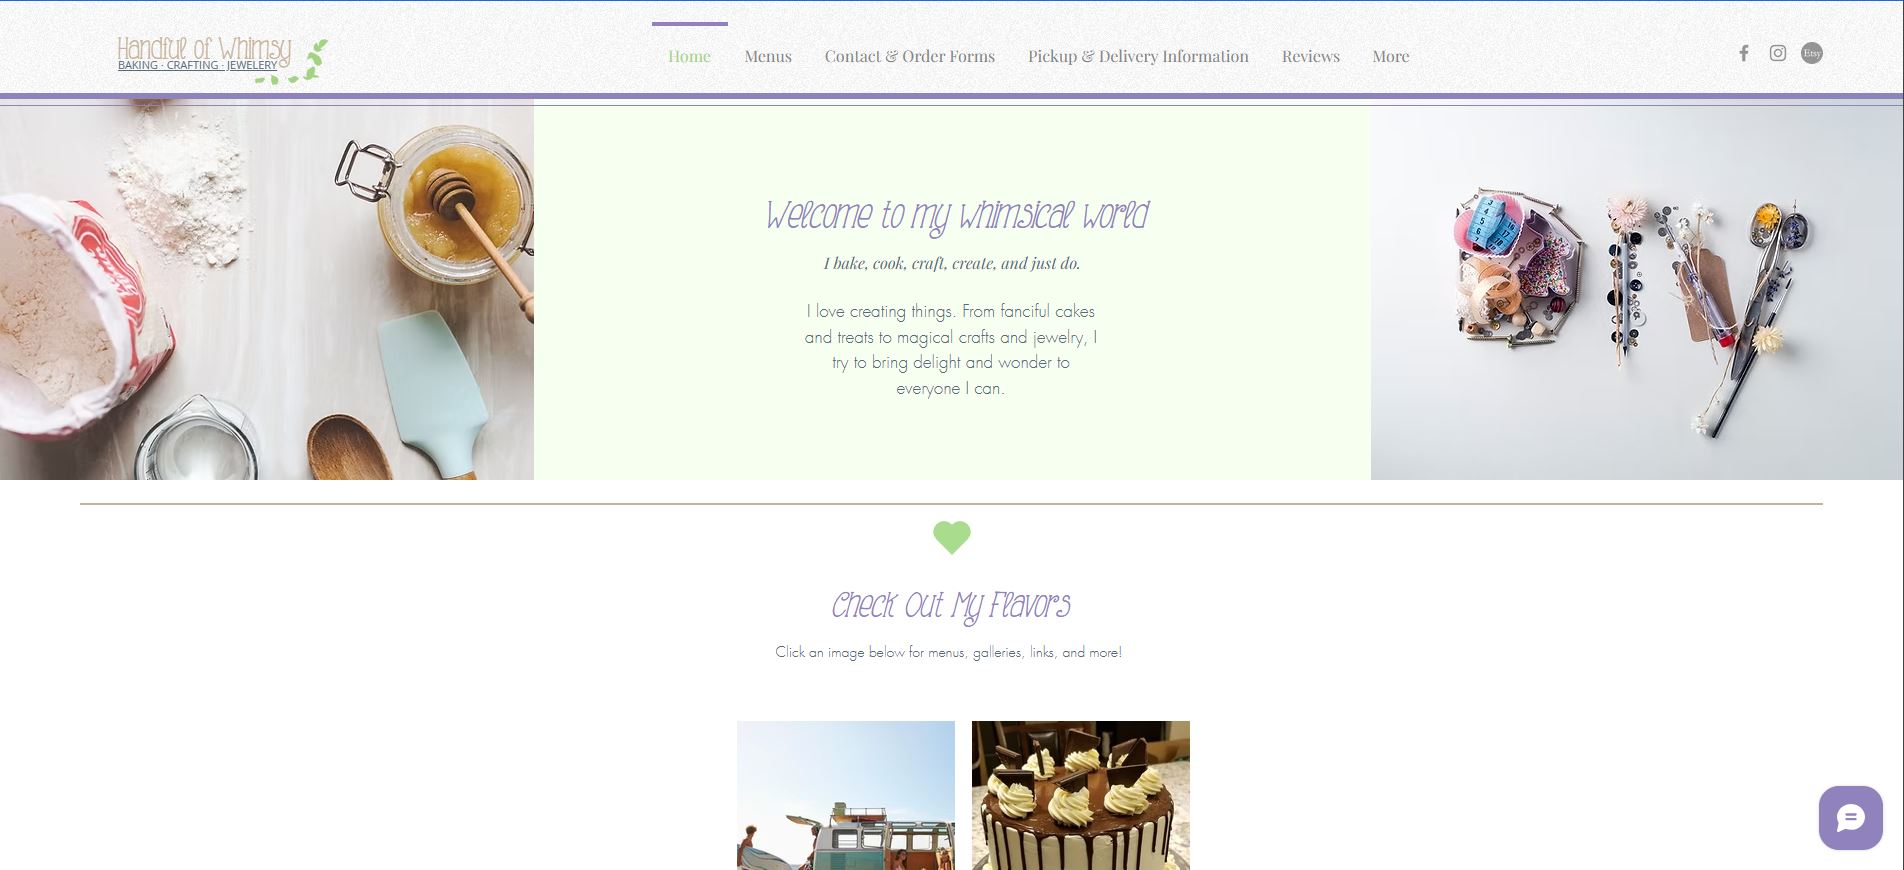 Handful of Whimsy
BAKING · CRAFTING · JEWELERY
Home
Menus
Contact & Order Forms
Pickup & Delivery Information
Reviews
More
Etsy
Welcome to my whimsical world
I bake, cook, craft, create, and just do.
I love creating things. From fanciful cakes
and treats to magical crafts and jewelry, I
try to bring delight and wonder to
everyone I can.
Check Out My Flavors
Click an image below for menus, galleries, links, and more!